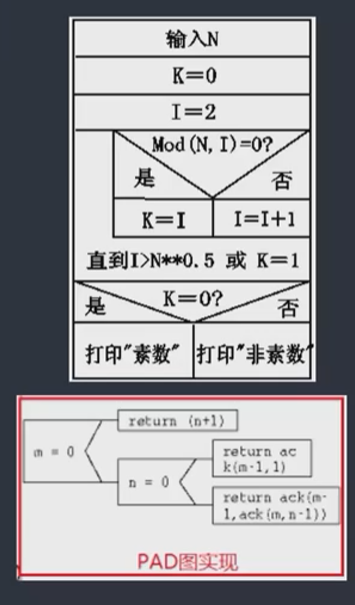 输入N
K=0
I=2
Mod(N,I)=0?
是
否
K=I
I=I+1
直到I>N**0.5 或 K=1
K=0?
是
否
打印"素数"
打印"非素数"
return (n+1)
m = 0
return ac
k(m-1,1)
n = 0
return ack(m-
1,ack(m,n-1))
PAD图实现